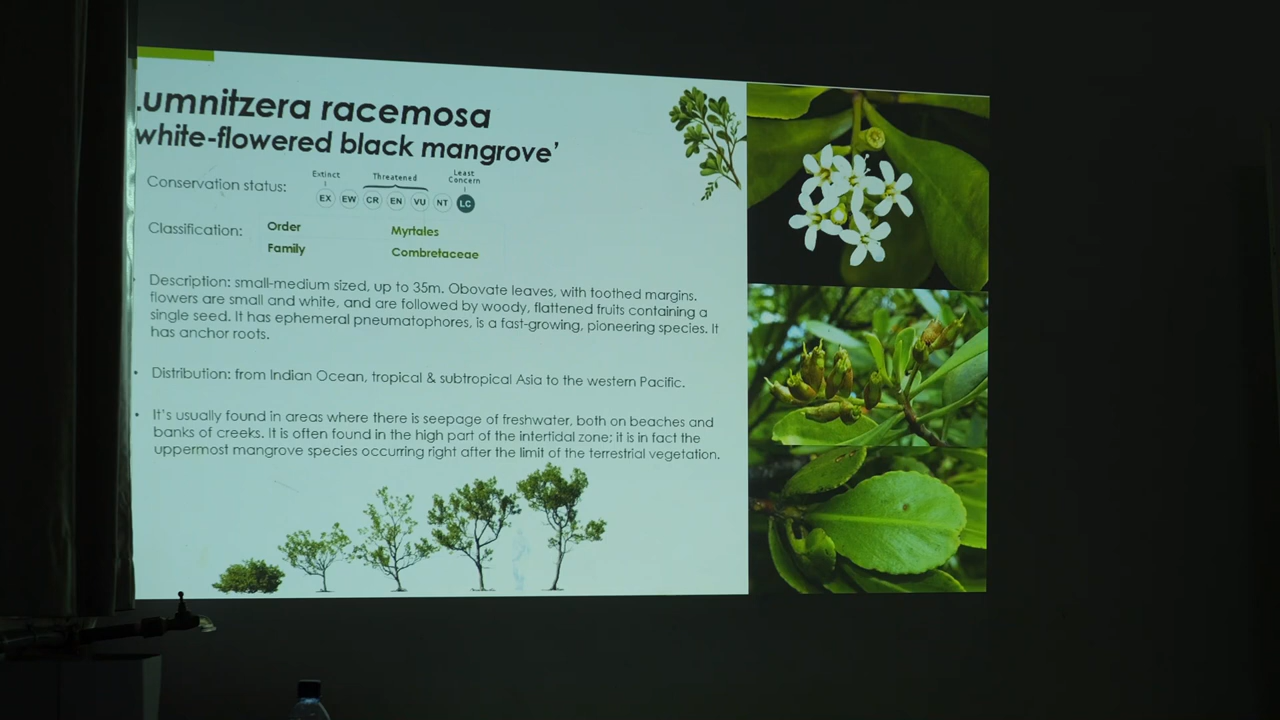 .umnitzera racemosa
white-flowered black mangrove'
Conservation status:
Extinct Threatened Least Concern
EX EW CR EN VU NT LC
Classification: Order Myrtales
Family Combretaceae
Description: small-medium sized, up to 35m. Obovate leaves, with toothed margins.
flowers are small and white, and are followed by woody, flattened fruits containing a
single seed. It has ephemeral pneumatophores, is a fast-growing, pioneering species. It
has anchor roots.
• Distribution: from Indian Ocean, tropical & subtropical Asia to the western Pacific.
• It's usually found in areas where there is seepage of freshwater, both on beaches and
banks of creeks. It is often found in the high part of the intertidal zone; it is in fact the
uppermost mangrove species occurring right after the limit of the terrestrial vegetation.